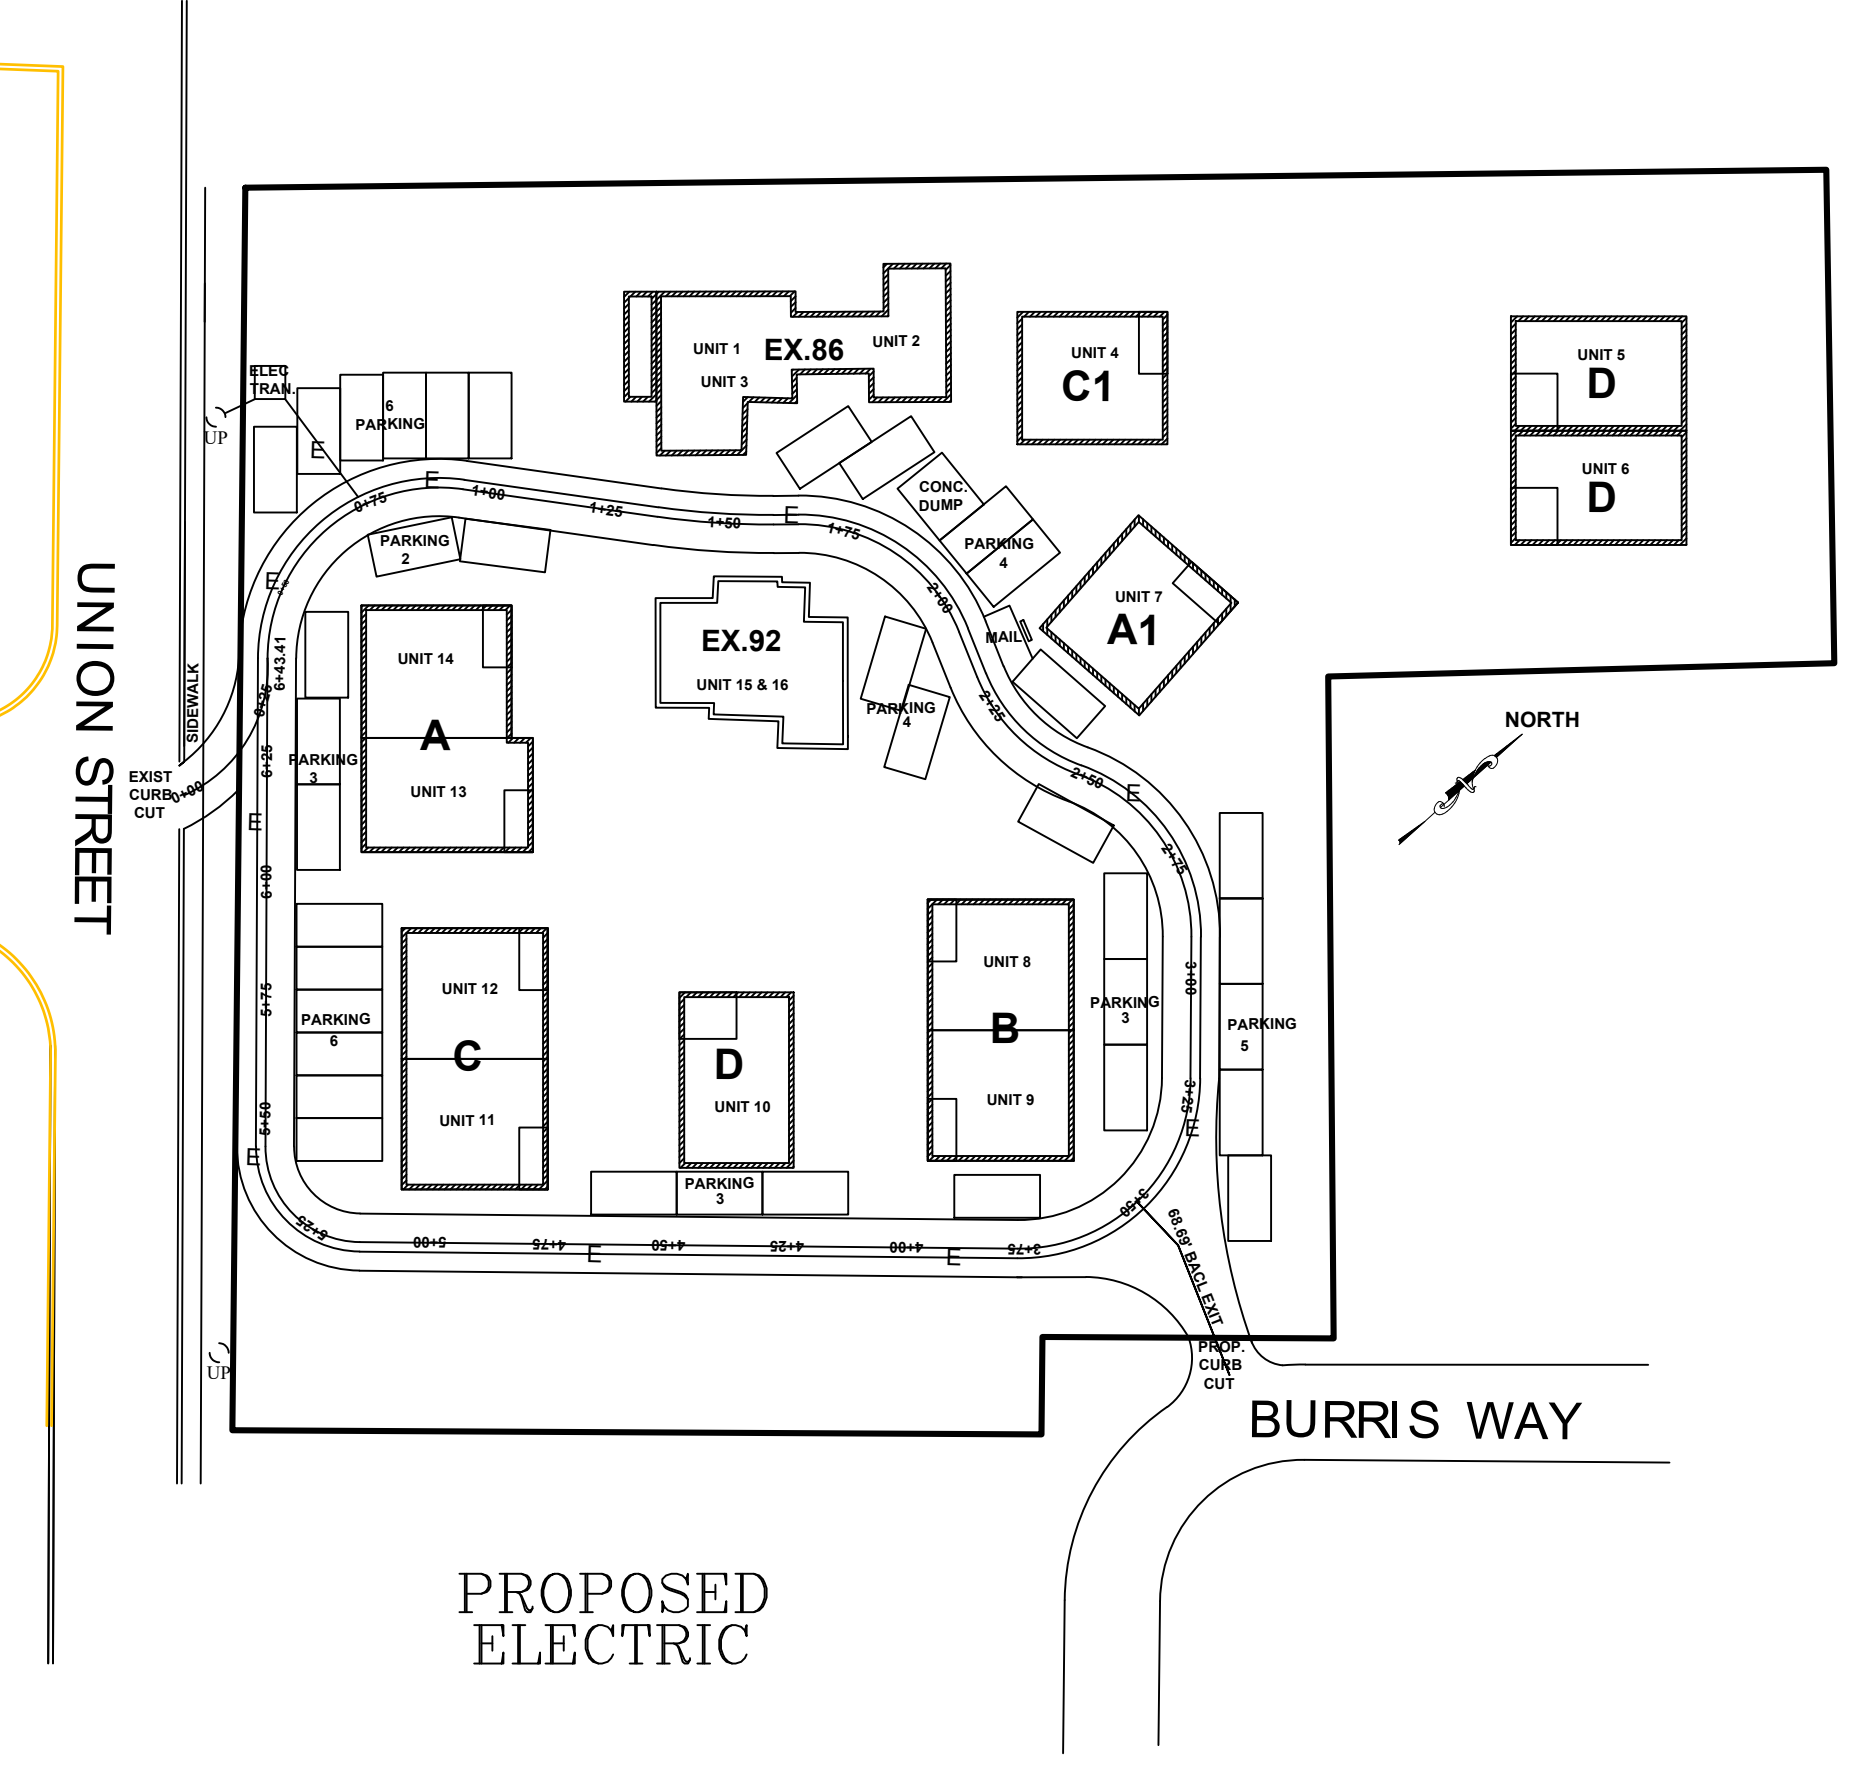 UNIT 1
EX.86
UNIT 2
UNIT 3
UNIT 4
C1
UNIT 5
D
UNIT 6
D
ELEC
TRAN.
UP
6
PARKING
E
E
0+75
1+00
1+25
1+50
E
1+75
CONC.
DUMP
PARKING
4
PARKING
2
E
2+00
UNIT 7
A1
MAIL
EX.92
UNIT 15 & 16
PARKING
4
2+25
UNION STREET
SIDEWALK
6+43.41
0+25
UNIT 14
A
UNIT 13
PARKING
3
6+25
EXIST
CURB
CUT
0+00
E
NORTH
2+50
E
2+75
6+00
UNIT 12
C
UNIT 11
PARKING
6
5+75
5+50
E
D
UNIT 10
PARKING
3
UNIT 8
B
UNIT 9
PARKING
3
3+00
PARKING
5
3+25
E
3+50
68.69' BACL EXIT
5+25
5+00
4+75
E
4+50
4+25
4+00
E
3+75
UP
PROP.
CURB
CUT
BURRIS WAY
PROPOSED
ELECTRIC